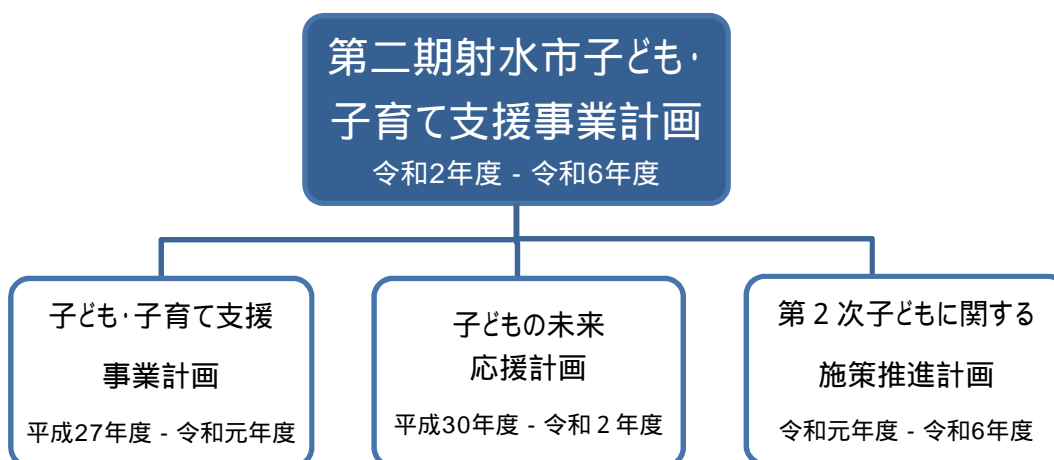 第二期射水市子ども・
子育て支援事業計画
令和2年度 - 令和6年度
子ども・子育て支援
事業計画
平成27年度 - 令和元年度
子どもの未来
応援計画
平成30年度 - 令和２年度
第２次子どもに関する
施策推進計画
令和元年度 - 令和6年度